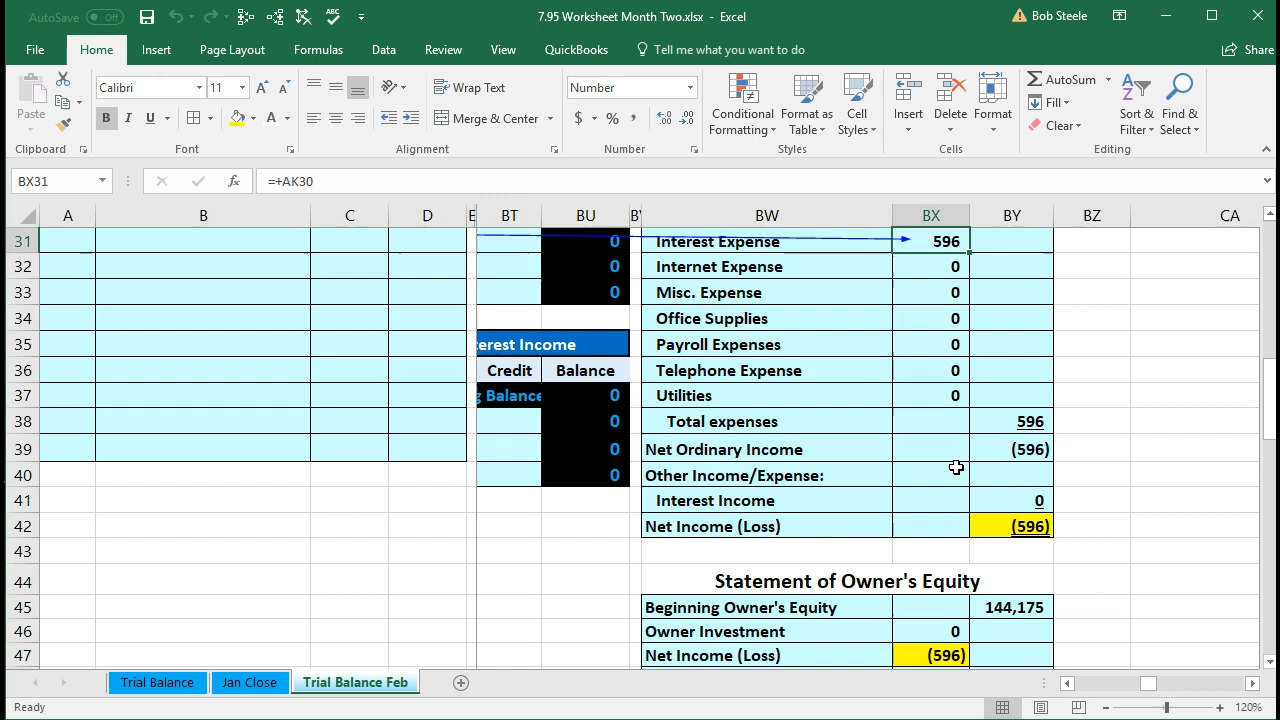 AutoSave Off 7.95 Worksheet Month Two.xlsx - Excel Bob Steele
File Home Insert Page Layout Formulas Data Review View QuickBooks Tell me what you want to do Share
Calibri 11 Wrap Text Number AutoSum
Paste Merge & Center Conditional Formatting Format as Table Cell Styles Insert Delete Format Fill Clear Sort & Filter Find & Select
Clipboard Font Alignment Number Styles Cells Editing
BX31 =+AK30
A B C D E BT BU BV BW BX BY BZ CA
31 0 Interest Expense 596
32 0 Internet Expense 0
33 0 Misc. Expense 0
34 Office Supplies 0
35 erest Income Payroll Expenses 0
36 Credit Balance Telephone Expense 0
37 g Balance 0 Utilities 0
38 0 Total expenses 596
39 0 Net Ordinary Income (596)
40 0 Other Income/Expense:
41 Interest Income 0
42 Net Income (Loss) (596)
43
44 Statement of Owner's Equity
45 Beginning Owner's Equity 144,175
46 Owner Investment 0
47 Net Income (Loss) (596)
Trial Balance Jan Close Trial Balance Feb
Ready 120%